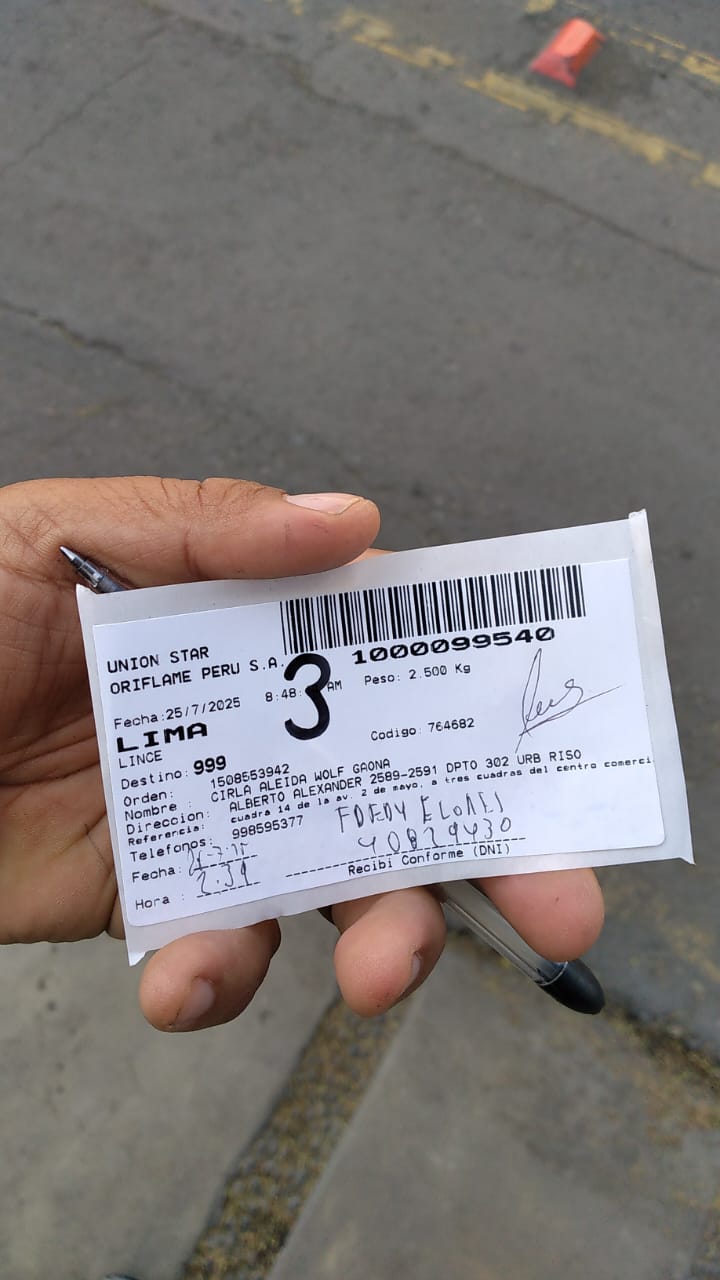 UNION STAR
ORIFLAME PERU S.A.
1000099540
Fecha:25/7/2025 8:48: AM Peso: 2.500 Kg
3
LIMA
LINCE
Codigo: 764682
Destino: 999
Orden: 1508553942
Nombre : CIRLA ALEIDA WOLF GAONA
Direccion: ALBERTO ALEXANDER 2589-2591 DPTO 302 URB RISO
Referencia: cuadra 14 de la av. 2 de mayo, a tres cuadras del centro comerci
Telefonos: 998595377
Fecha:
Hora : 2:39
Recibi Conforme (DNI)